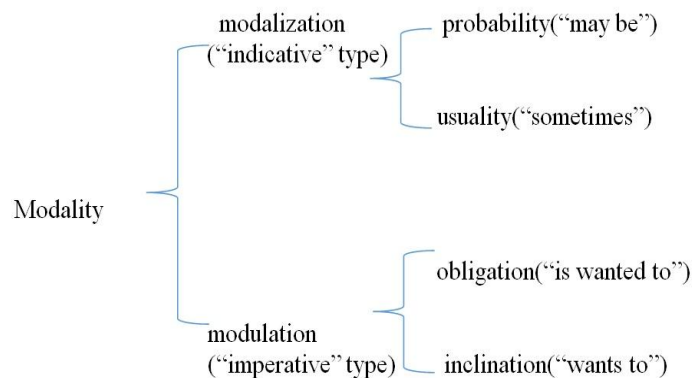 modalization
("indicative" type)
probability("may be")
usuality("sometimes")
Modality
obligation("is wanted to")
modulation
("imperative" type)
inclination("wants to")